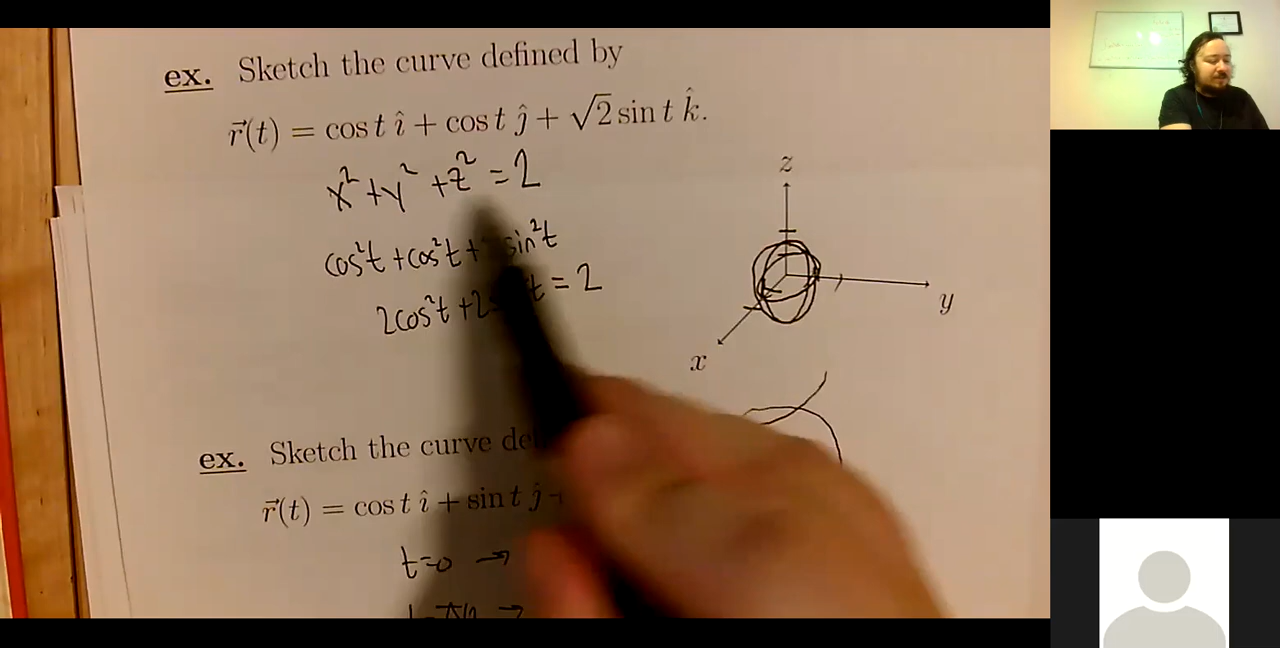 ex. Sketch the curve defined by
r⃗(t) = cos t î + cos t ĵ + √2 sin t k̂.
x² + y² + z² = 2
cos²t + cos²t + sin²t
2cos²t + 2 t = 2
z
y
x
ex. Sketch the curve
r⃗(t) = cos t î + sin t ĵ
t=0 →